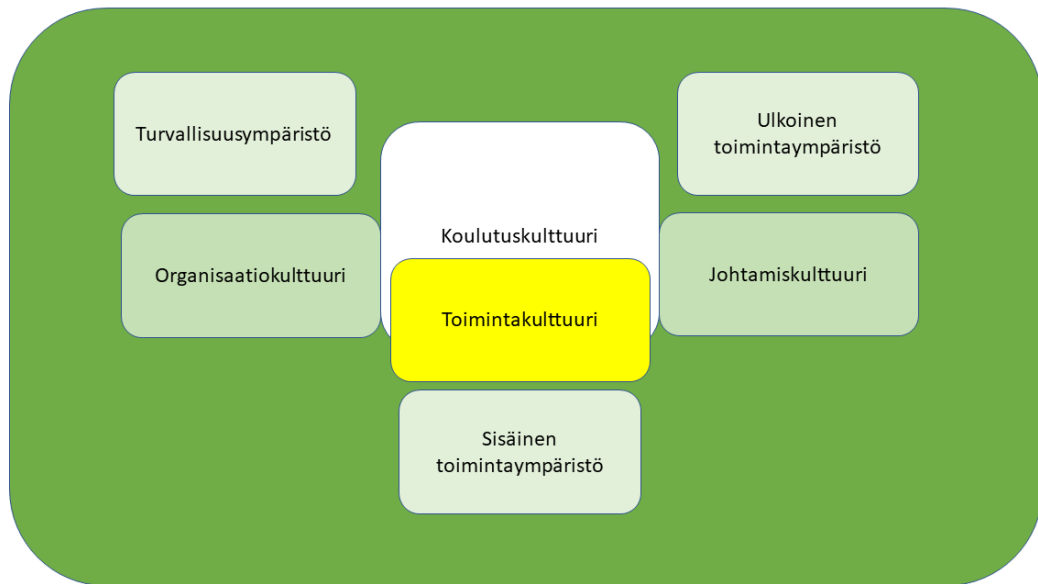 Turvallisuusympäristö
Ulkoinen
toimintaympäristö
Koulutuskulttuuri
Organisaatiokulttuuri
Johtamiskulttuuri
Toimintakulttuuri
Sisäinen
toimintaympäristö